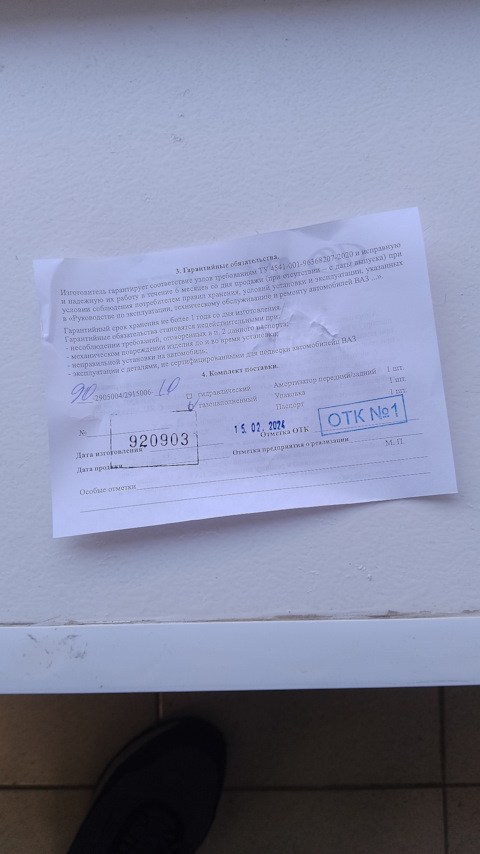 3. Гарантийные обязательства.
Изготовитель гарантирует соответствие узлов требованиям ТУ 4541-001-96568207-2020 и исправную
и надежную их работу в течение 6 месяцев со дня продажи (при отсутствии – с даты выпуска) при
условии соблюдения потребителем правил хранения, условий установки и эксплуатации, указанных
в «Руководстве по эксплуатации, техническому обслуживанию и ремонту автомобилей ВАЗ ...».
Гарантийный срок хранения не более 1 года со дня изготовления.
Гарантийные обязательства становятся недействительными при:
- несоблюдении требований, оговоренных в п. 2 данного паспорта;
- механическом повреждении изделия до и во время установки;
- неправильной установки на автомобиль;
- эксплуатации с деталями, не сертифицированными для подвески автомобилей ВАЗ
4. Комплект поставки.
90 2905004/2915006- 10
гидравлический
газонаполненный
Амортизатор передний/задний 1 шт.
Упаковка 1 шт.
Паспорт 1 шт.
№
920903
15. 02. 2024
Отметка ОТК
ОТК №1
Дата изготовления
Отметка предприятия о реализации
М. П.
Дата продажи
Особые отметки